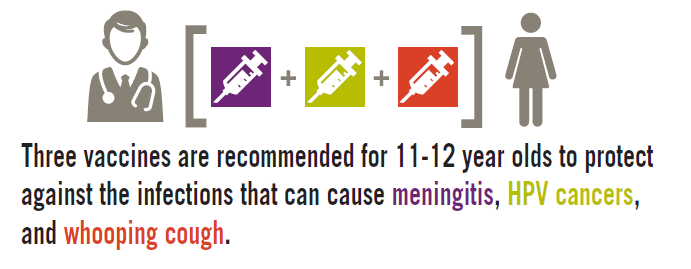 [ + + ]
Three vaccines are recommended for 11-12 year olds to protect
against the infections that can cause meningitis, HPV cancers,
and whooping cough.